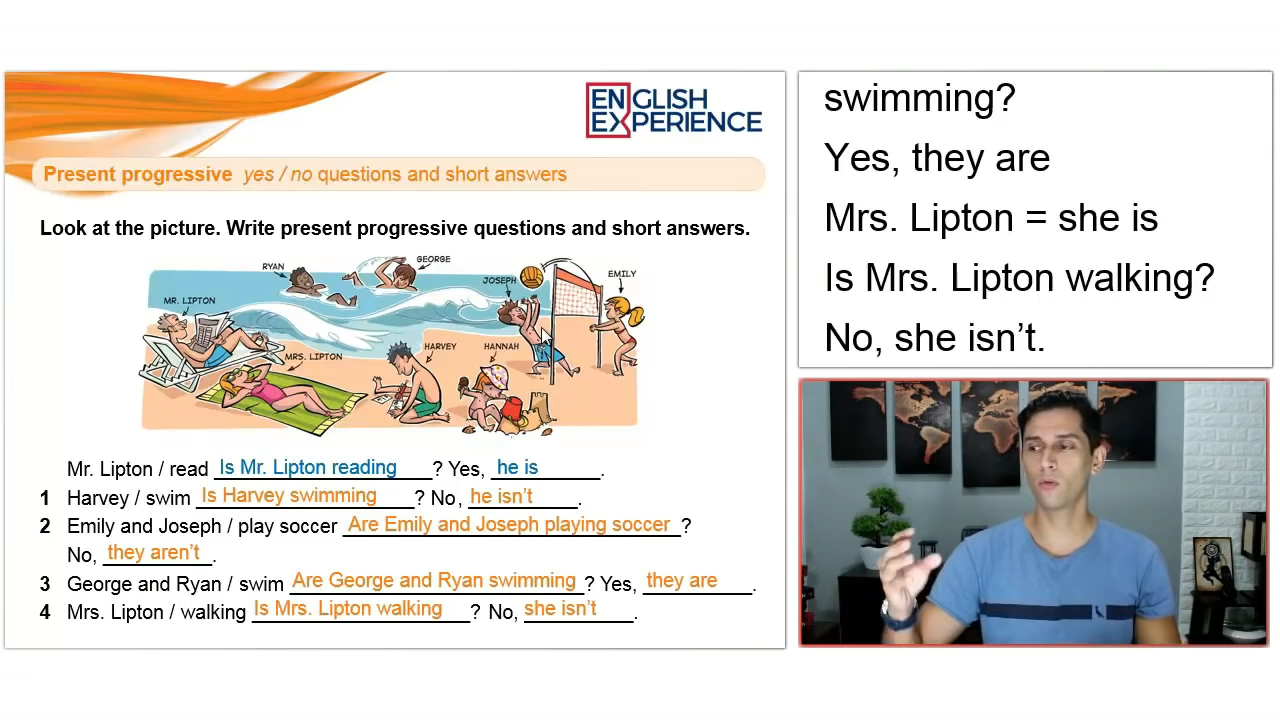 ENGLISH
EXPERIENCE
Present progressive yes / no questions and short answers
Look at the picture. Write present progressive questions and short answers.
RYAN
GEORGE
JOSEPH
EMILY
MR. LIPTON
MRS. LIPTON
HARVEY
HANNAH
Mr. Lipton / read Is Mr. Lipton reading ? Yes, he is .
1 Harvey / swim Is Harvey swimming ? No, he isn't .
2 Emily and Joseph / play soccer Are Emily and Joseph playing soccer ?
No, they aren't .
3 George and Ryan / swim Are George and Ryan swimming ? Yes, they are .
4 Mrs. Lipton / walking Is Mrs. Lipton walking ? No, she isn't .
swimming?
Yes, they are
Mrs. Lipton = she is
Is Mrs. Lipton walking?
No, she isn’t.